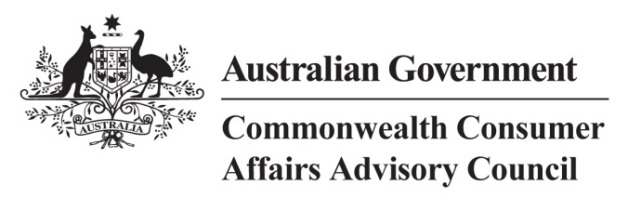 Australian Government
Commonwealth Consumer
Affairs Advisory Council
AUSTRALIA